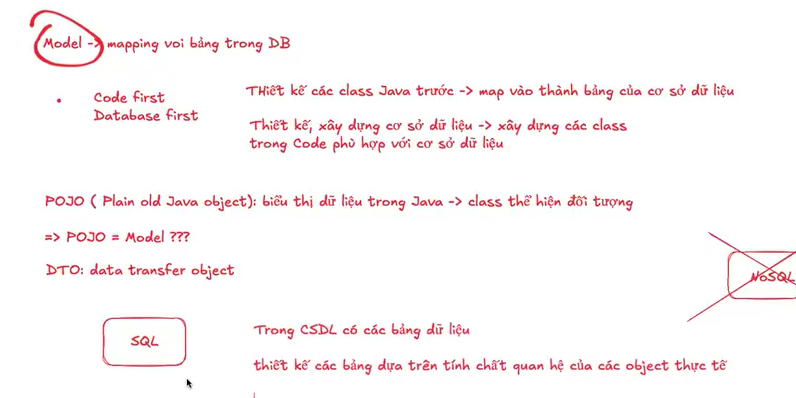 Model -> mapping voi bảng trong DB
• Code first
THiết kế các class Java trước -> map vào thành bảng của cơ sở dữ liệu
Database first
Thiết kế, xây dựng cơ sở dữ liệu -> xây dựng các class
trong Code phù hợp với cơ sở dữ liệu
POJO ( Plain old Java object): biểu thị dữ liệu trong Java -> class thể hiện đối tượng
=> POJO = Model ???
DTO: data transfer object
NoSQL
SQL
Trong CSDL có các bảng dữ liệu
thiết kế các bảng dựa trên tính chất quan hệ của các object thực tế